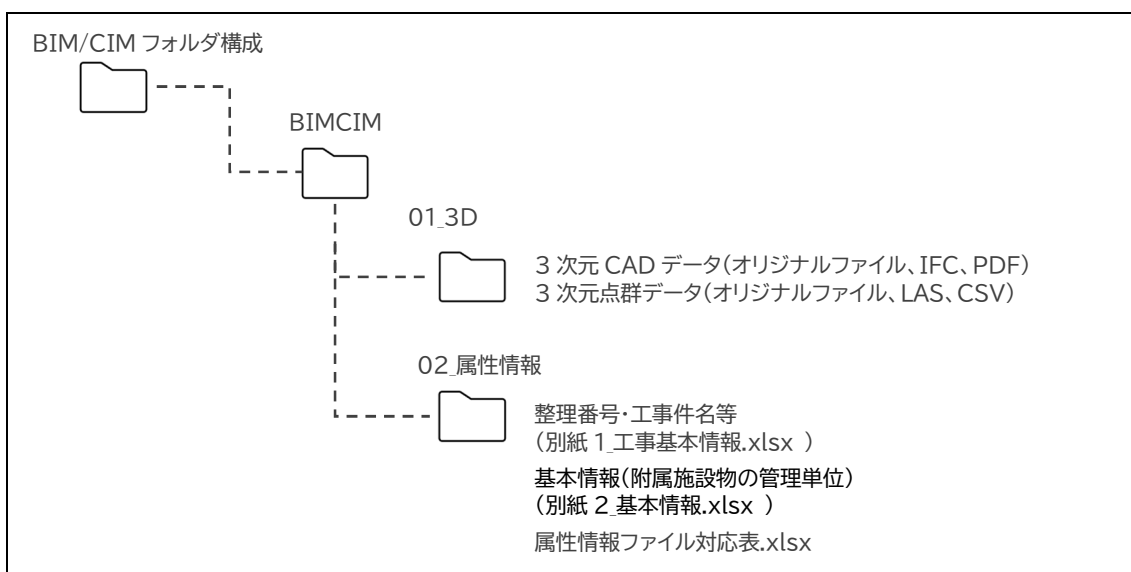 BIM/CIM フォルダ構成
BIMCIM
01_3D
3 次元 CAD データ(オリジナルファイル、IFC、PDF)
3 次元点群データ(オリジナルファイル、LAS、CSV)
02_属性情報
整理番号・工事件名等
(別紙 1_工事基本情報.xlsx )
基本情報(附属施設物の管理単位)
(別紙 2_基本情報.xlsx )
属性情報ファイル対応表.xlsx